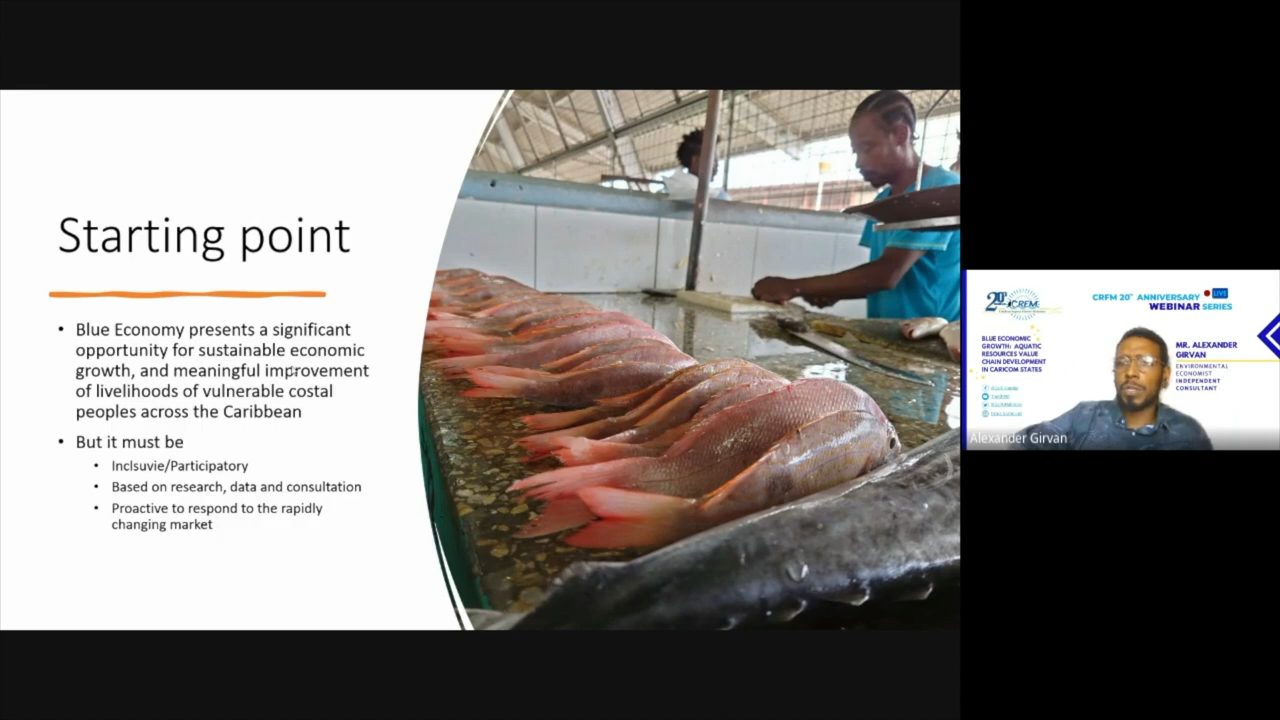 Starting point
• Blue Economy presents a significant
opportunity for sustainable economic
growth, and meaningful improvement
of livelihoods of vulnerable costal
peoples across the Caribbean
• But it must be
• Inclsuvie/Participatory
• Based on research, data and consultation
• Proactive to respond to the rapidly
changing market
20th CRFM
CRFM 20th ANNIVERSARY LIVE
WEBINAR SERIES
BLUE ECONOMIC
GROWTH: AQUATIC
RESOURCES VALUE
CHAIN DEVELOPMENT
IN CARICOM STATES
MR. ALEXANDER
GIRVAN
ENVIRONMENTAL
ECONOMIST
INDEPENDENT
CONSULTANT
Alexander Girvan